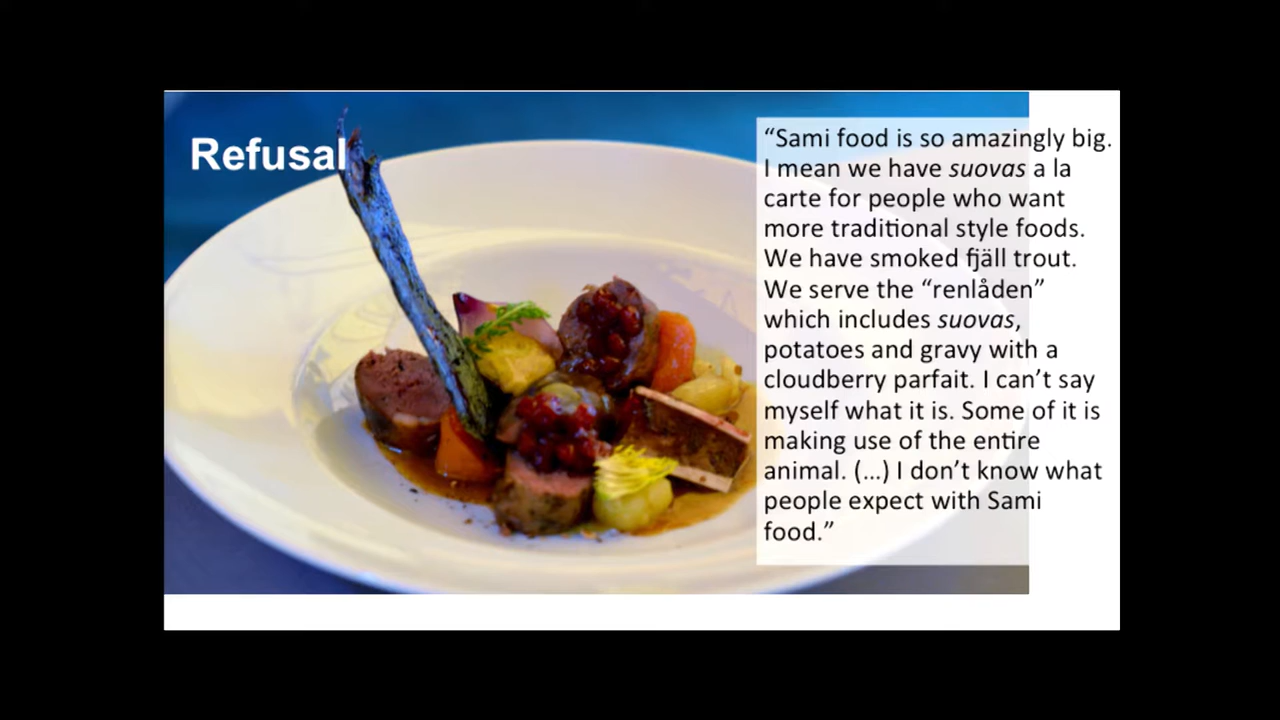 Refusal
“Sami food is so amazingly big.
I mean we have suovas a la
carte for people who want
more traditional style foods.
We have smoked fjäll trout.
We serve the “renlåden”
which includes suovas,
potatoes and gravy with a
cloudberry parfait. I can’t say
myself what it is. Some of it is
making use of the entire
animal. (…) I don’t know what
people expect with Sami
food.”